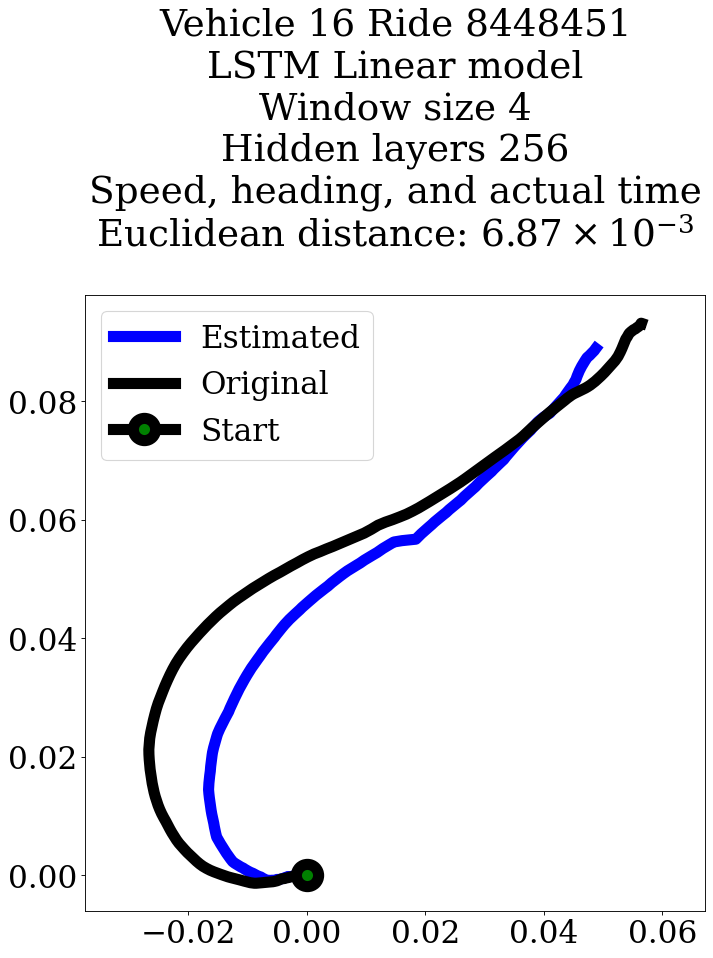 Vehicle 16 Ride 8448451
LSTM Linear model
Window size 4
Hidden layers 256
Speed, heading, and actual time
Euclidean distance: 6.87 × 10⁻³
Estimated
Original
Start
0.08
0.06
0.04
0.02
0.00
−0.02 0.00 0.02 0.04 0.06